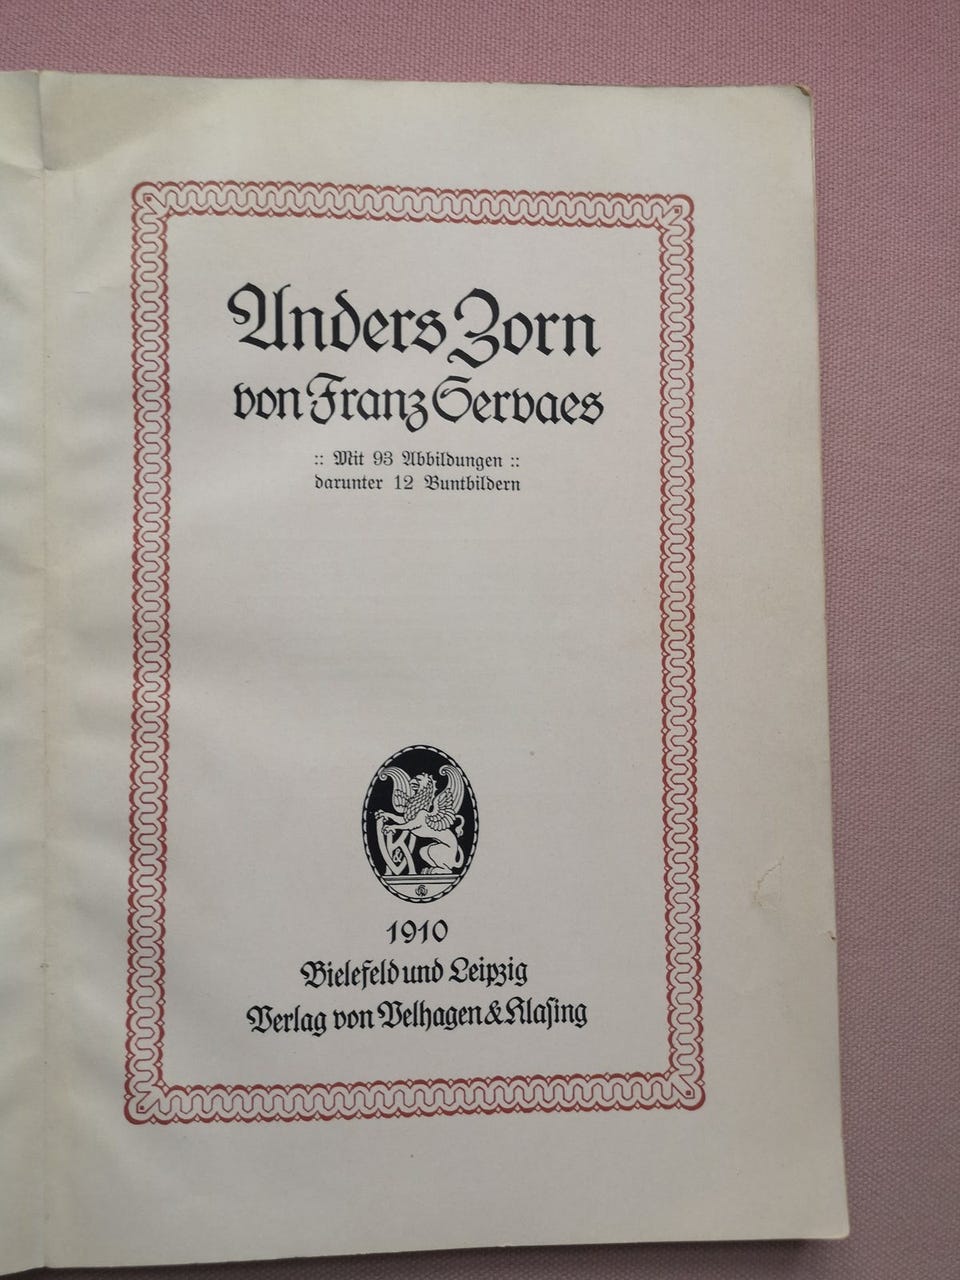 Anders Zorn
von Franz Servaes
:: Mit 93 Abbildungen ::
darunter 12 Buntbildern
V&K
1910
Bielefeld und Leipzig
Verlag von Velhagen & Klasing